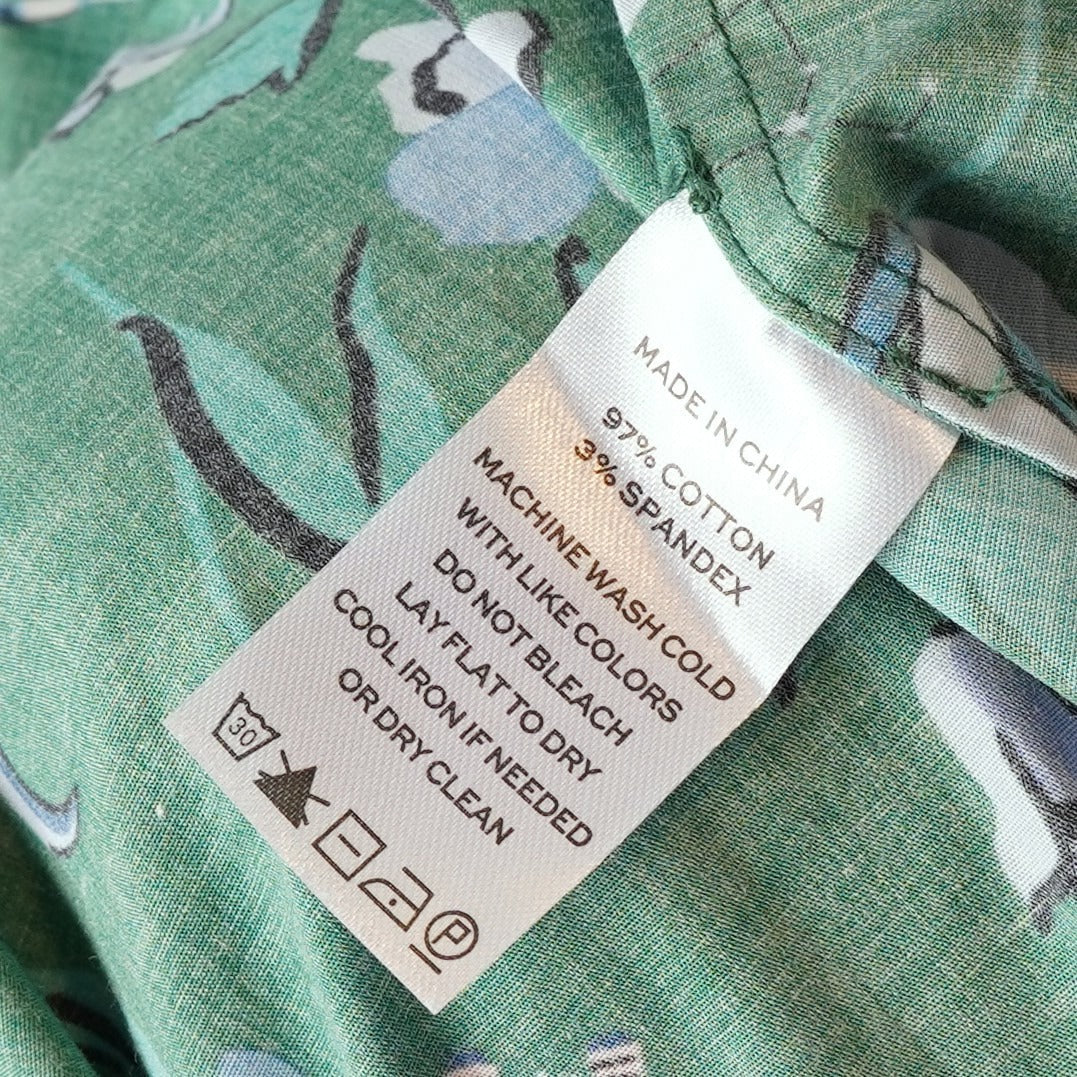 MADE IN CHINA
97% COTTON
3% SPANDEX
MACHINE WASH COLD
WITH LIKE COLORS
DO NOT BLEACH
LAY FLAT TO DRY
COOL IRON IF NEEDED
OR DRY CLEAN
30
P